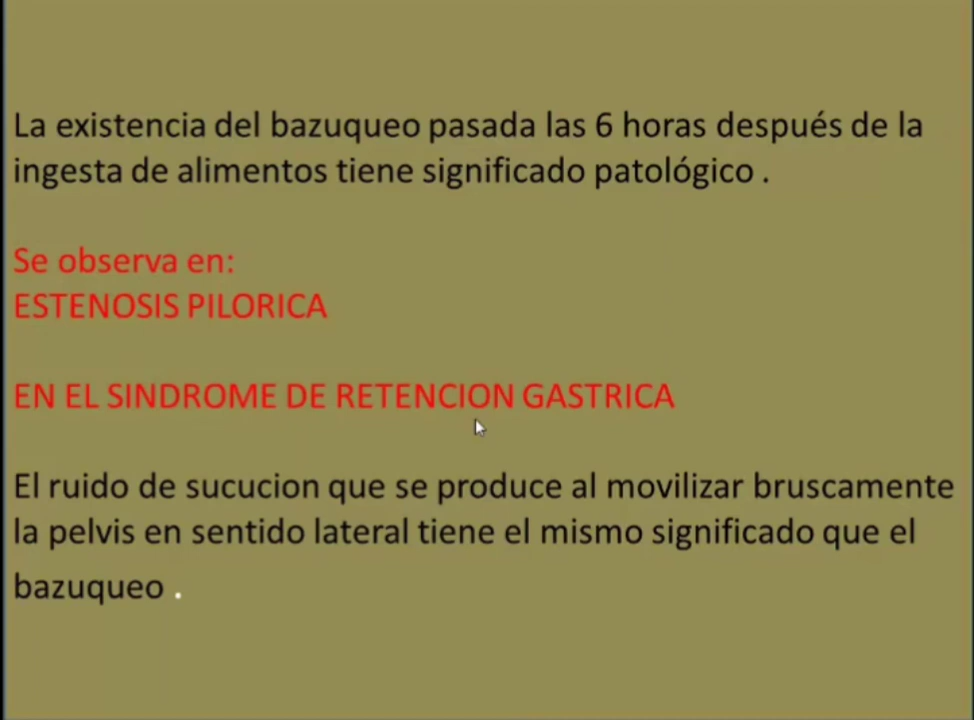 La existencia del bazuqueo pasada las 6 horas después de la
ingesta de alimentos tiene significado patológico .
Se observa en:
ESTENOSIS PILORICA
EN EL SINDROME DE RETENCION GASTRICA
El ruido de sucucion que se produce al movilizar bruscamente
la pelvis en sentido lateral tiene el mismo significado que el
bazuqueo .